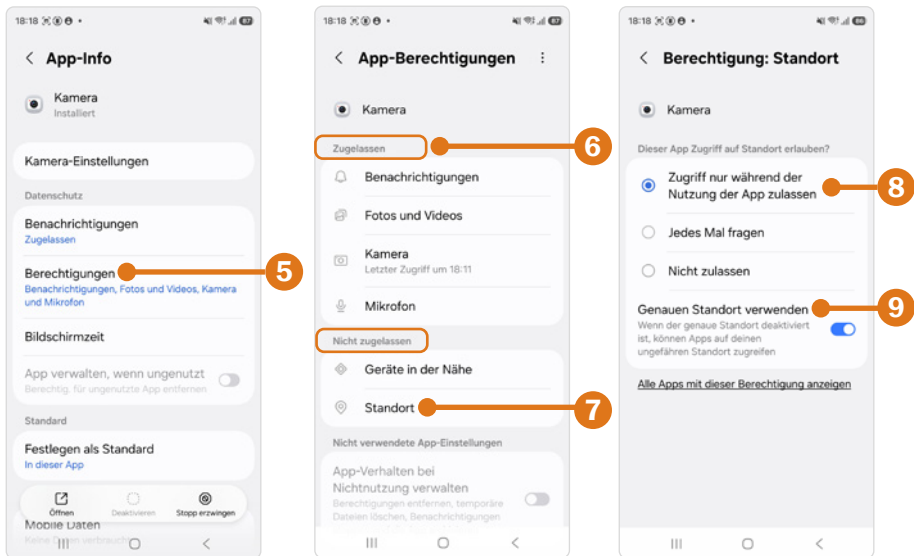 18:18
67
App-Info
Kamera
Installiert
Kamera-Einstellungen
Datenschutz
Benachrichtigungen
Zugelassen
Berechtigungen
5
Benachrichtigungen, Fotos und Videos, Kamera
und Mikrofon
Bildschirmzeit
App verwalten, wenn ungenutzt
Berechtig. für ungenutzte App entfernen
Standard
Festlegen als Standard
In dieser App
Öffnen
Deaktivieren
Stopp erzwingen
Mobile Daten
18:18
67
App-Berechtigungen
Kamera
Zugelassen
6
Benachrichtigungen
Fotos und Videos
Kamera
Letzter Zugriff um 18:11
Mikrofon
Nicht zugelassen
Geräte in der Nähe
Standort
7
Nicht verwendete App-Einstellungen
App-Verhalten bei
Nichtnutzung verwalten
Berechtigungen entfernen, temporäre
Dateien löschen, Benachrichtigungen
18:18
Berechtigung: Standort
Kamera
Dieser App Zugriff auf Standort erlauben?
Zugriff nur während der
Nutzung der App zulassen
8
Jedes Mal fragen
Nicht zulassen
Genauen Standort verwenden
9
Wenn der genaue Standort deaktiviert
ist, können Apps auf deinen
ungefähren Standort zugreifen
Alle Apps mit dieser Berechtigung anzeigen